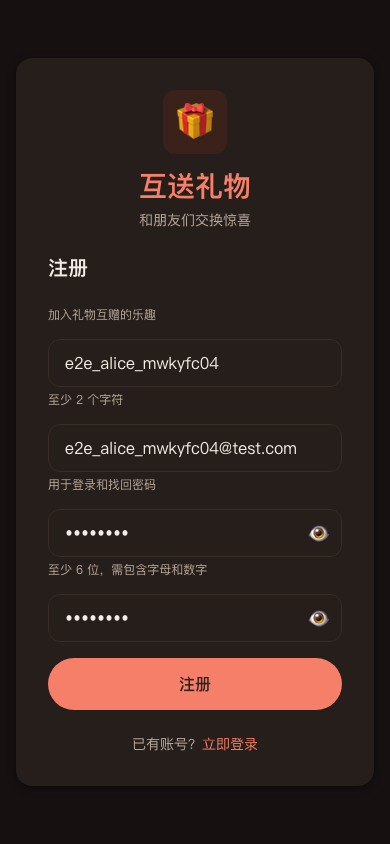 互送礼物
和朋友们交换惊喜
注册
加入礼物互赠的乐趣
e2e_alice_mwkyfc04
至少 2 个字符
e2e_alice_mwkyfc04@test.com
用于登录和找回密码
••••••••
至少 6 位，需包含字母和数字
••••••••
注册
已有账号？立即登录